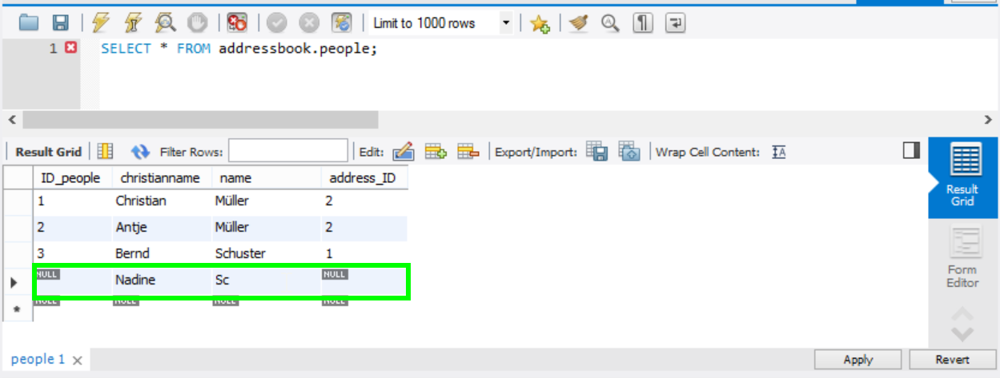 Limit to 1000 rows
1 SELECT * FROM addressbook.people;
Result Grid Filter Rows: Edit: Export/Import: Wrap Cell Content: IA
ID_people christianname name address_ID
1 Christian Müller 2
2 Antje Müller 2
3 Bernd Schuster 1
NULL Nadine Sc NULL
* NULL NULL NULL NULL
Result
Grid
Form
Editor
people 1 ×
Apply Revert